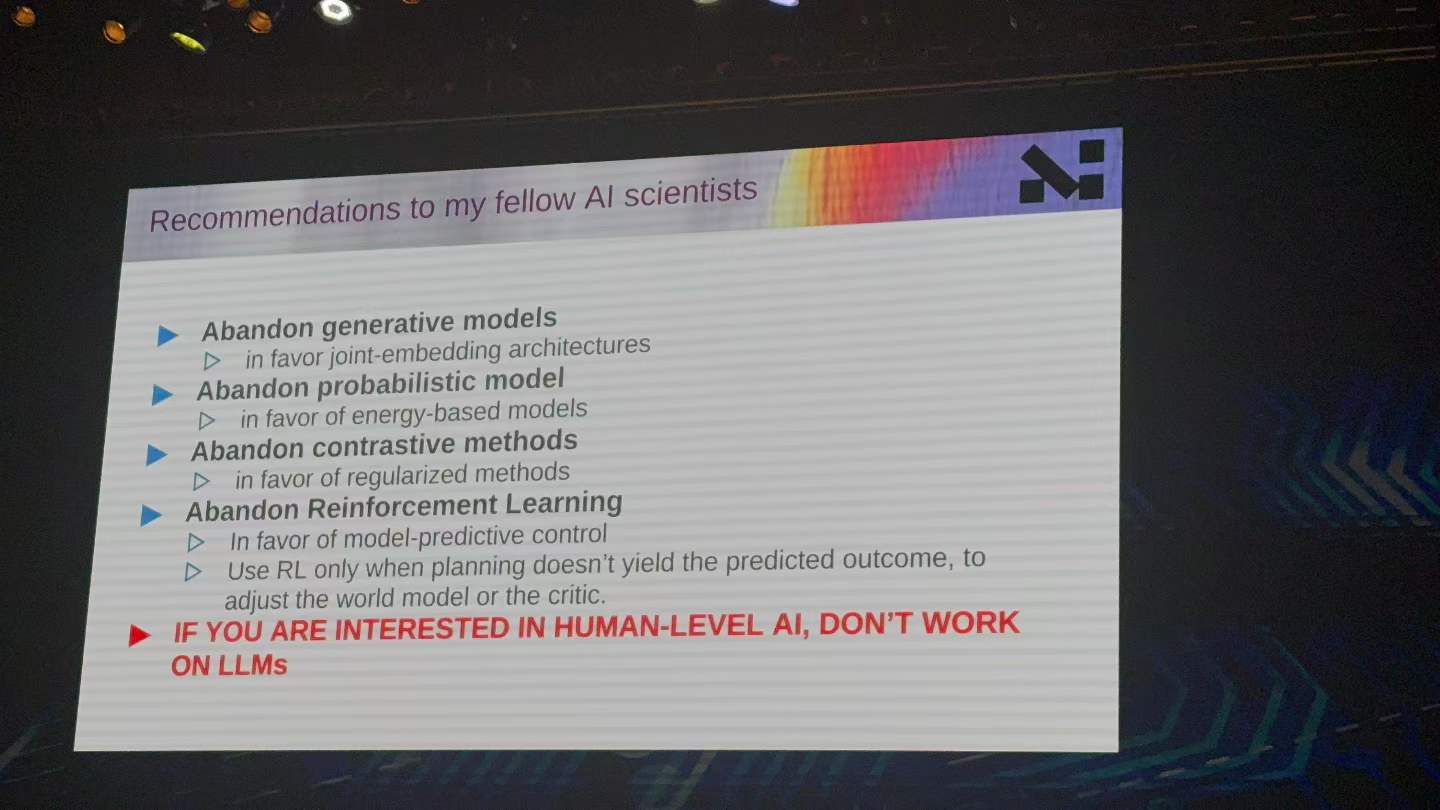 Recommendations to my fellow AI scientists
Abandon generative models
in favor joint-embedding architectures
Abandon probabilistic model
in favor of energy-based models
Abandon contrastive methods
in favor of regularized methods
Abandon Reinforcement Learning
In favor of model-predictive control
Use RL only when planning doesn’t yield the predicted outcome, to
adjust the world model or the critic.
IF YOU ARE INTERESTED IN HUMAN-LEVEL AI, DON’T WORK
ON LLMs